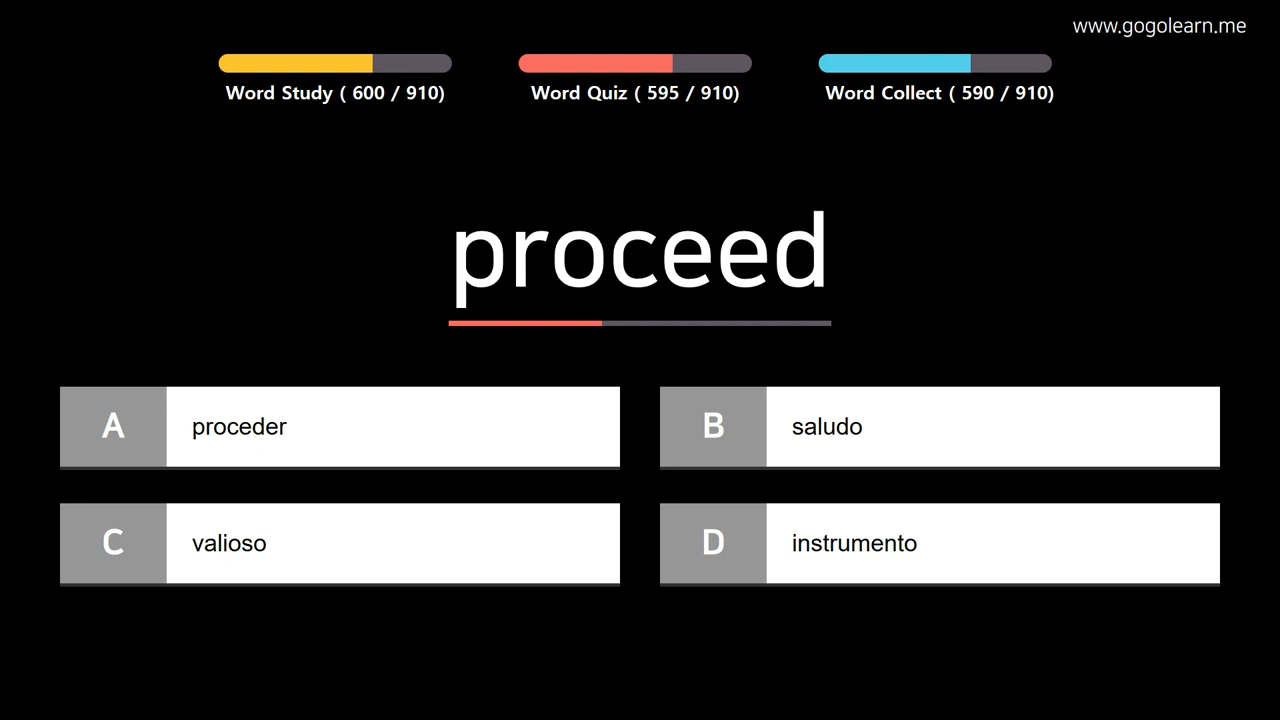 www.gogolearn.me
Word Study ( 600 / 910)
Word Quiz ( 595 / 910)
Word Collect ( 590 / 910)
proceed
A
proceder
B
saludo
C
valioso
D
instrumento